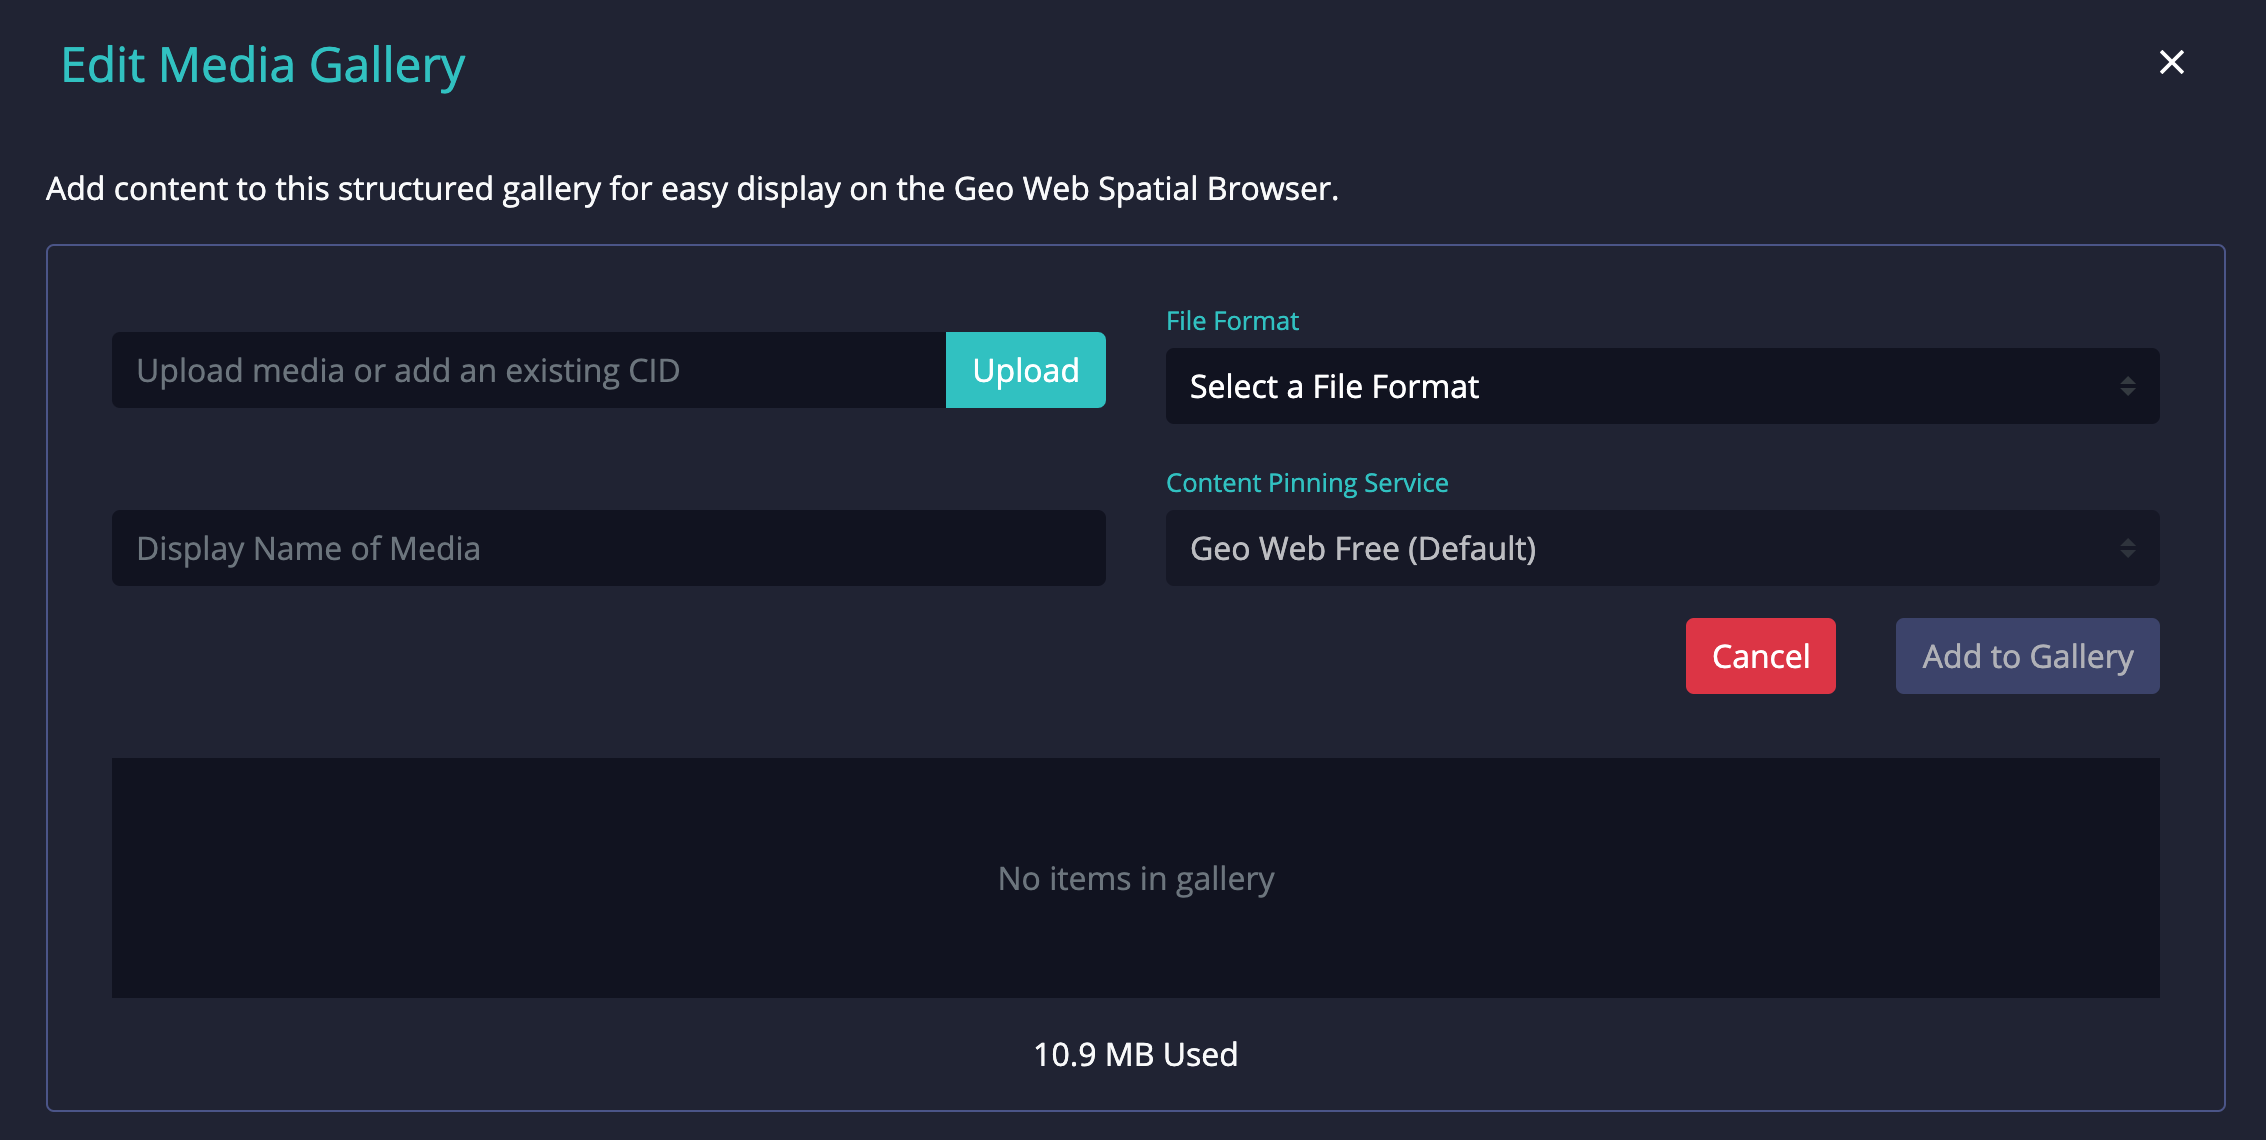 Edit Media Gallery
Add content to this structured gallery for easy display on the Geo Web Spatial Browser.
Upload media or add an existing CID
Upload
File Format
Select a File Format
Display Name of Media
Content Pinning Service
Geo Web Free (Default)
Cancel
Add to Gallery
No items in gallery
10.9 MB Used